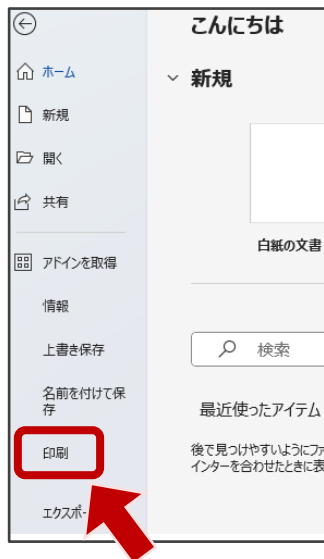 こんにちは
ホーム
新規
新規
開く
共有
白紙の文書
アドインを取得
情報
上書き保存
検索
名前を付けて保
存
最近使ったアイテム
印刷
後で見つけやすいようにファ
インターを合わせたときに表
エクスポ